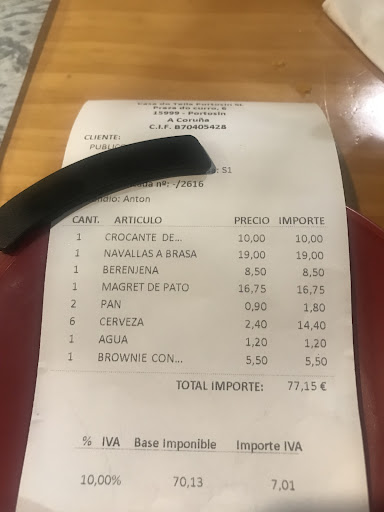 Casa do Teito Portosin SL
Praza do curro, 6
15999 - Portosin
A Coruña
C.I.F. B70405428
CLIENTE:
PUBLICO
: S1
nº: -/2616
Anton
CANT. ARTICULO PRECIO IMPORTE
1 CROCANTE DE... 10,00 10,00
1 NAVALLAS A BRASA 19,00 19,00
1 BERENJENA 8,50 8,50
1 MAGRET DE PATO 16,75 16,75
2 PAN 0,90 1,80
6 CERVEZA 2,40 14,40
1 AGUA 1,20 1,20
1 BROWNIE CON... 5,50 5,50
TOTAL IMPORTE: 77,15 €
% IVA Base Imponible Importe IVA
10,00% 70,13 7,01